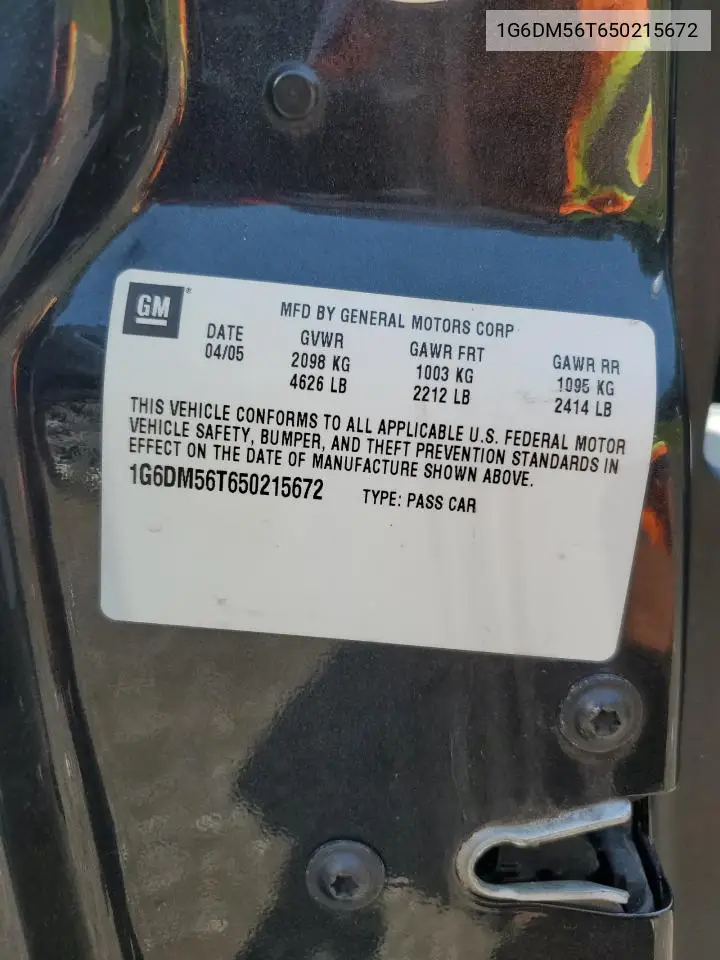 1G6DM56T650215672
GM ®
MFD BY GENERAL MOTORS CORP
DATE GVWR GAWR FRT GAWR RR
04/05 2098 KG 1003 KG 1095 KG
4626 LB 2212 LB 2414 LB
THIS VEHICLE CONFORMS TO ALL APPLICABLE U.S. FEDERAL MOTOR
VEHICLE SAFETY, BUMPER, AND THEFT PREVENTION STANDARDS IN
EFFECT ON THE DATE OF MANUFACTURE SHOWN ABOVE.
1G6DM56T650215672 TYPE: PASS CAR